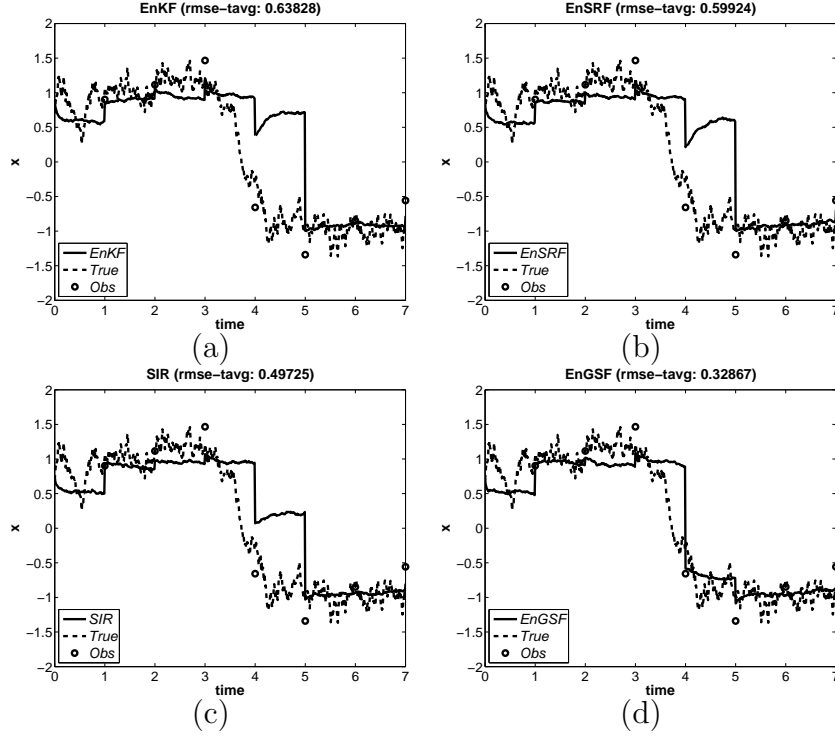 EnKF (rmse−tavg: 0.63828)
2
1.5
1
0.5
0
−0.5
−1
−1.5
−2
x
EnKF
True
Obs
0 1 2 3 4 5 6 7
time
(a)
EnSRF (rmse−tavg: 0.59924)
2
1.5
1
0.5
0
−0.5
−1
−1.5
−2
x
EnSRF
True
Obs
0 1 2 3 4 5 6 7
time
(b)
SIR (rmse−tavg: 0.49725)
2
1.5
1
0.5
0
−0.5
−1
−1.5
−2
x
SIR
True
Obs
0 1 2 3 4 5 6 7
time
(c)
EnGSF (rmse−tavg: 0.32867)
2
1.5
1
0.5
0
−0.5
−1
−1.5
−2
x
EnGSF
True
Obs
0 1 2 3 4 5 6 7
time
(d)